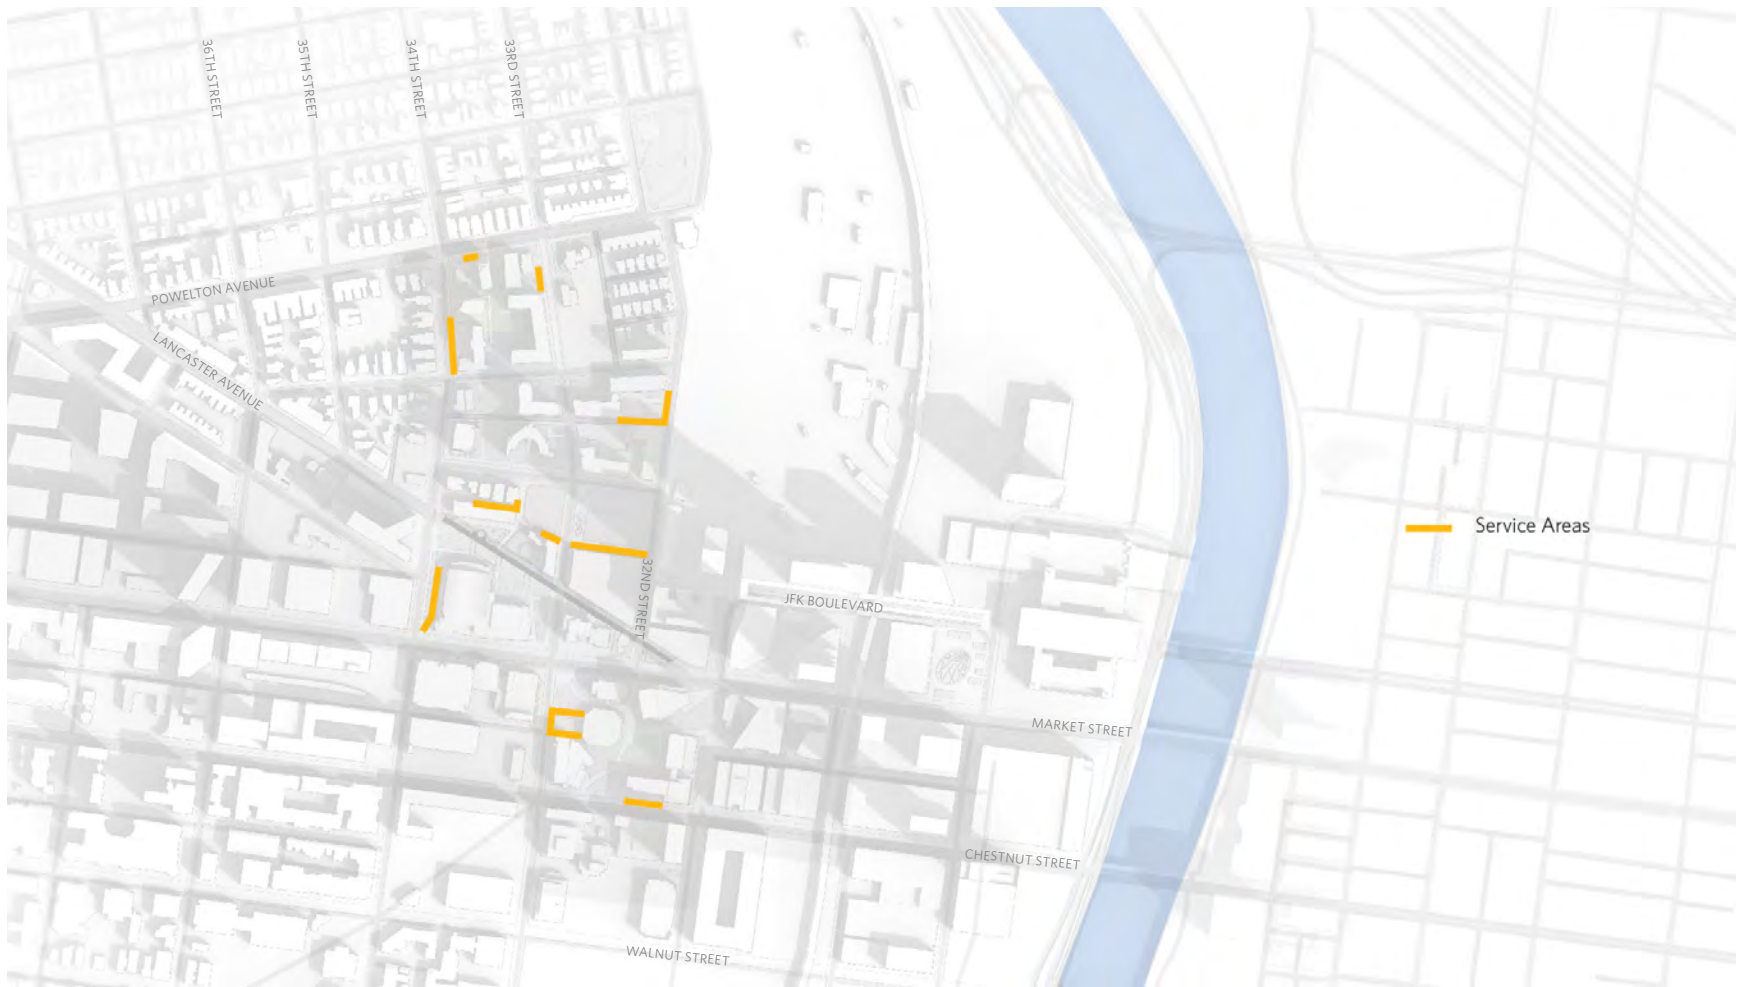 36TH STREET
35TH STREET
34TH STREET
33RD STREET
POWELTON AVENUE
LANCASTER AVENUE
Service Areas
32ND STREET
JFK BOULEVARD
MARKET STREET
CHESTNUT STREET
WALNUT STREET